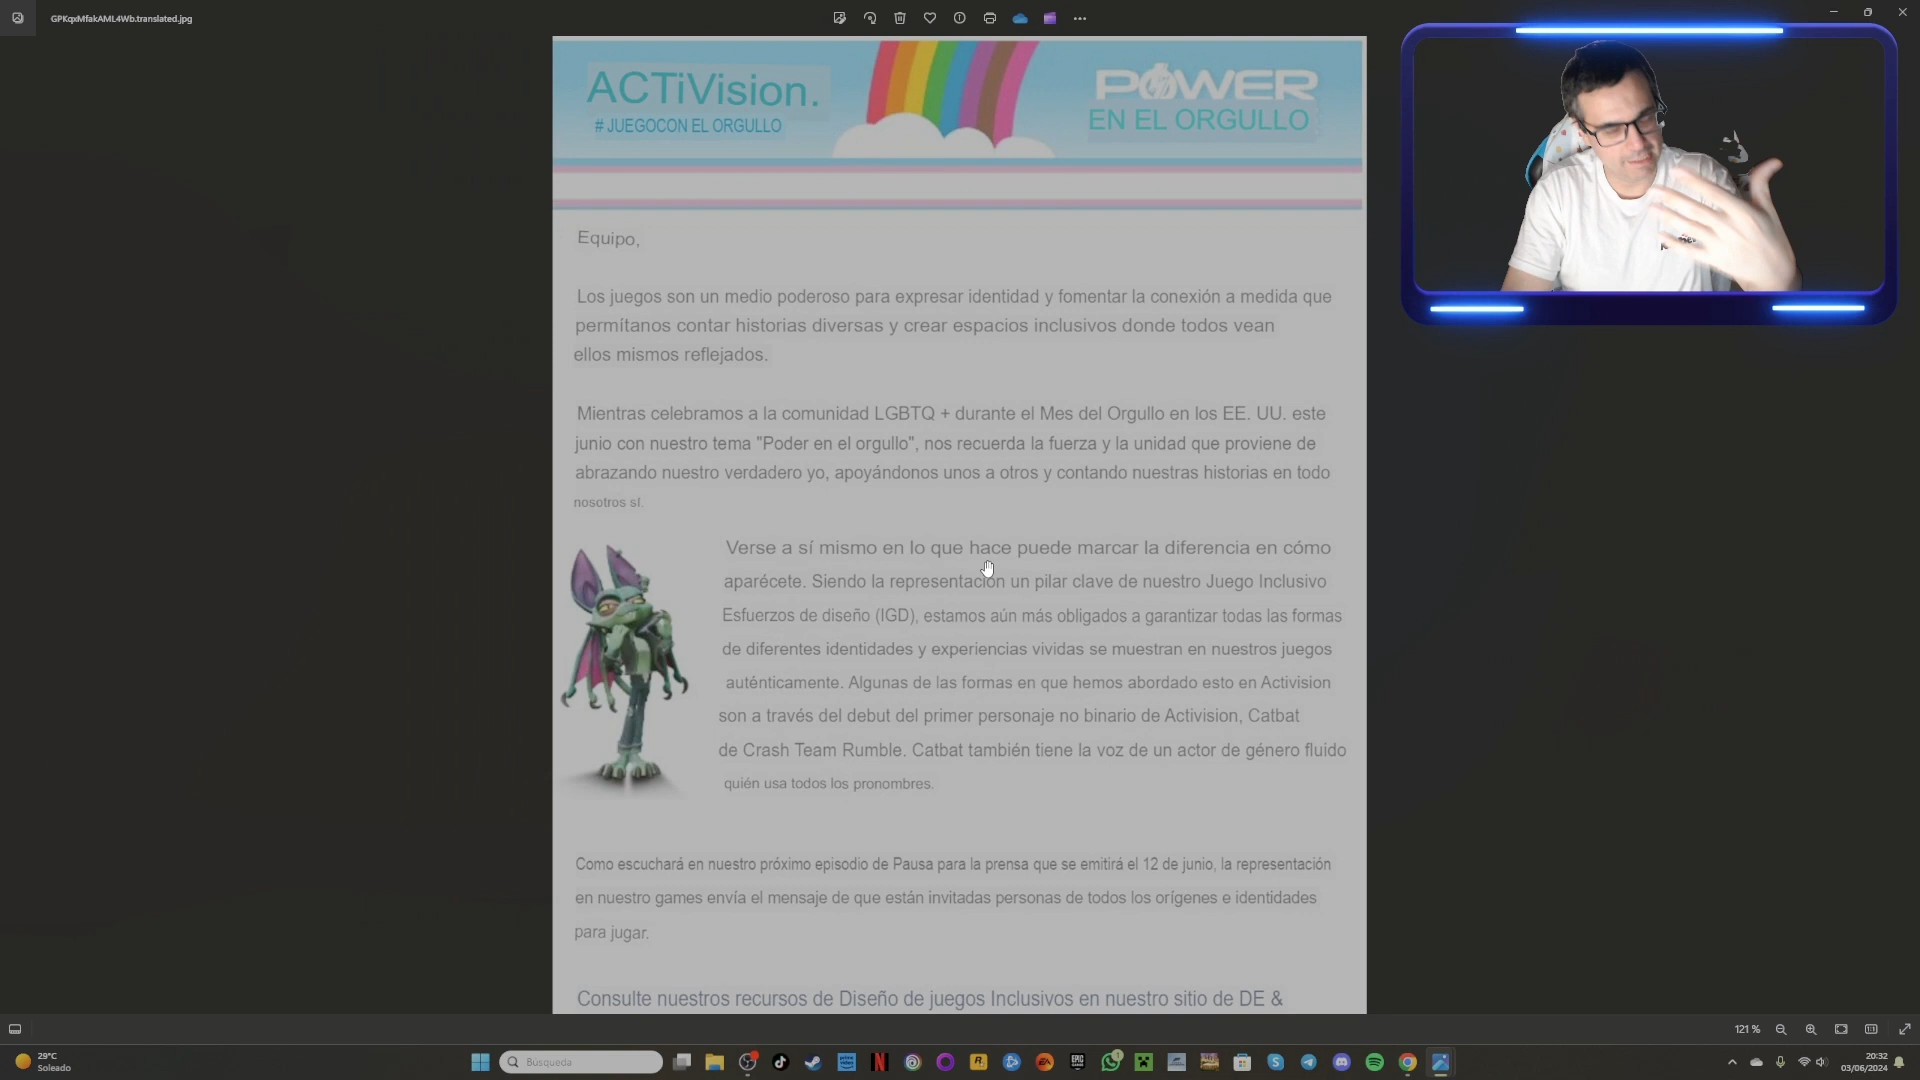 GPKqxMfakAML4Wb.translated.jpg
ACTiVision.
# JUEGOCON EL ORGULLO
POWER
EN EL ORGULLO
Equipo,
Los juegos son un medio poderoso para expresar identidad y fomentar la conexión a medida que
permítanos contar historias diversas y crear espacios inclusivos donde todos vean
ellos mismos reflejados.
Mientras celebramos a la comunidad LGBTQ + durante el Mes del Orgullo en los EE. UU. este
junio con nuestro tema "Poder en el orgullo", nos recuerda la fuerza y la unidad que proviene de
abrazando nuestro verdadero yo, apoyándonos unos a otros y contando nuestras historias en todo
nosotros sí.
Verse a sí mismo en lo que hace puede marcar la diferencia en cómo
aparécete. Siendo la representación un pilar clave de nuestro Juego Inclusivo
Esfuerzos de diseño (IGD), estamos aún más obligados a garantizar todas las formas
de diferentes identidades y experiencias vividas se muestran en nuestros juegos
auténticamente. Algunas de las formas en que hemos abordado esto en Activision
son a través del debut del primer personaje no binario de Activision, Catbat
de Crash Team Rumble. Catbat también tiene la voz de un actor de género fluido
quién usa todos los pronombres.
Como escuchará en nuestro próximo episodio de Pausa para la prensa que se emitirá el 12 de junio, la representación
en nuestro games envía el mensaje de que están invitadas personas de todos los orígenes e identidades
para jugar.
Consulte nuestros recursos de Diseño de juegos Inclusivos en nuestro sitio de DE &
121 %
29°C
Soleado
Búsqueda
20:32
03/06/2024